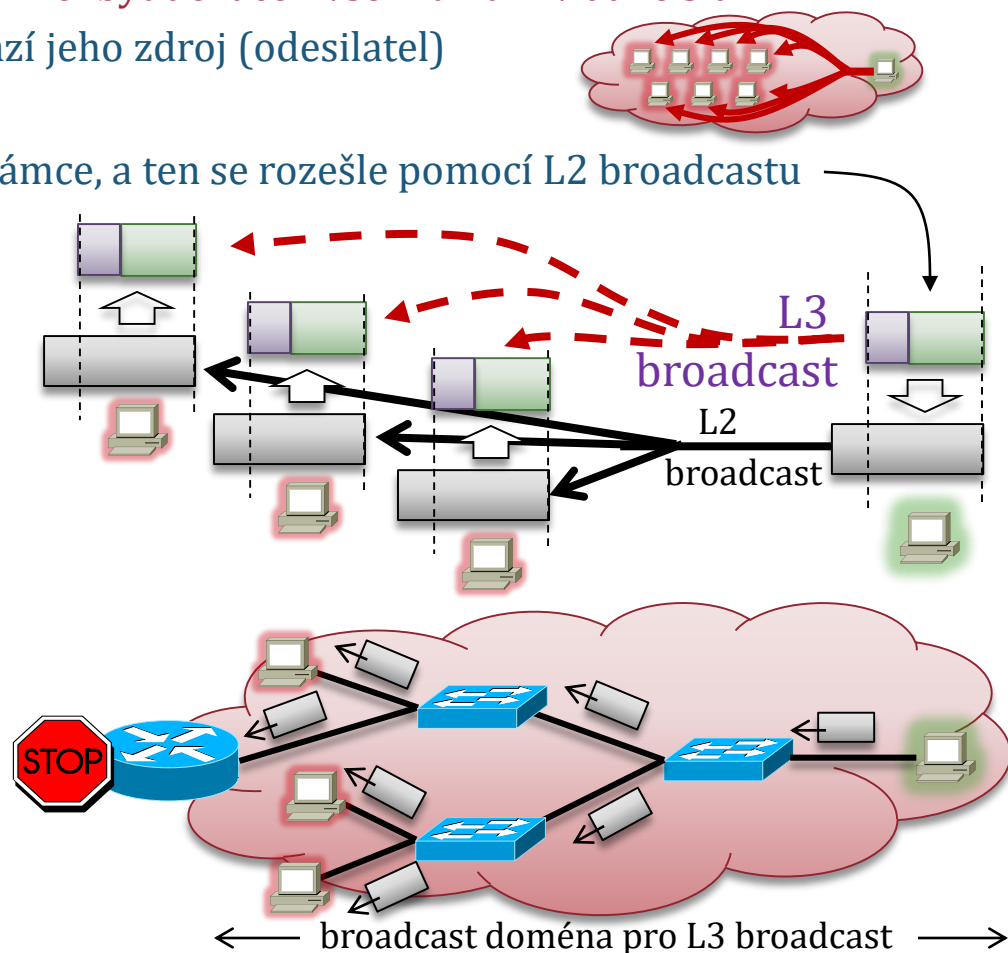 zí jeho zdroj (odesilatel)
ámce, a ten se rozešle pomocí L2 broadcastu
L3
broadcast
L2
broadcast
STOP
broadcast doména pro L3 broadcast